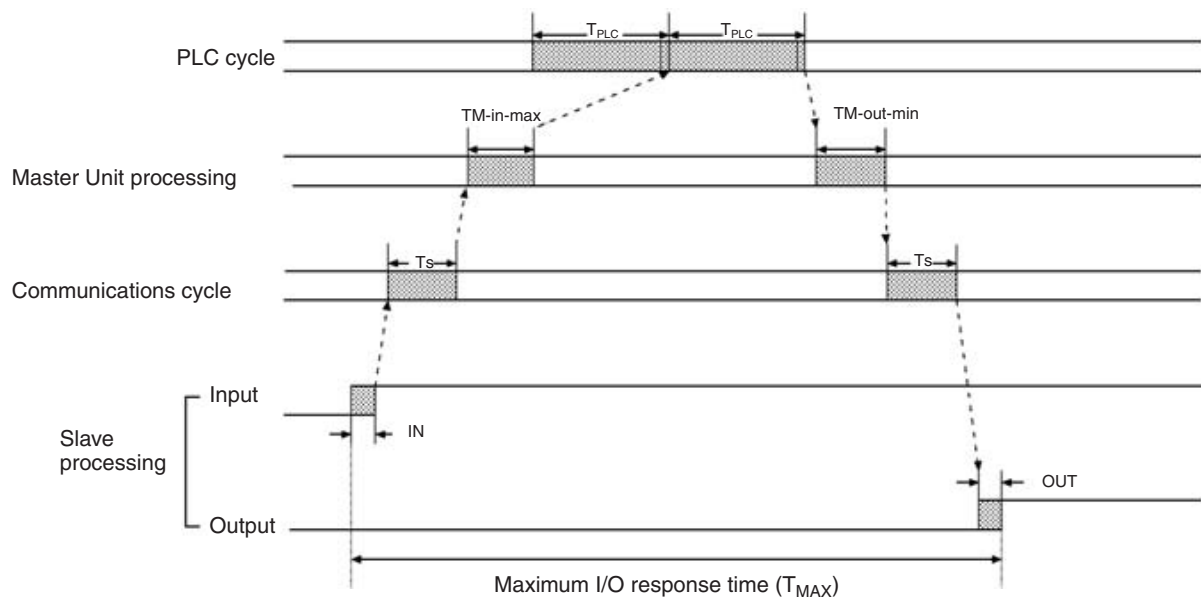 T_PLC T_PLC
PLC cycle
TM-in-max TM-out-min
Master Unit processing
Ts Ts
Communications cycle
Input
IN
Slave
processing
OUT
Output
Maximum I/O response time (T_MAX)